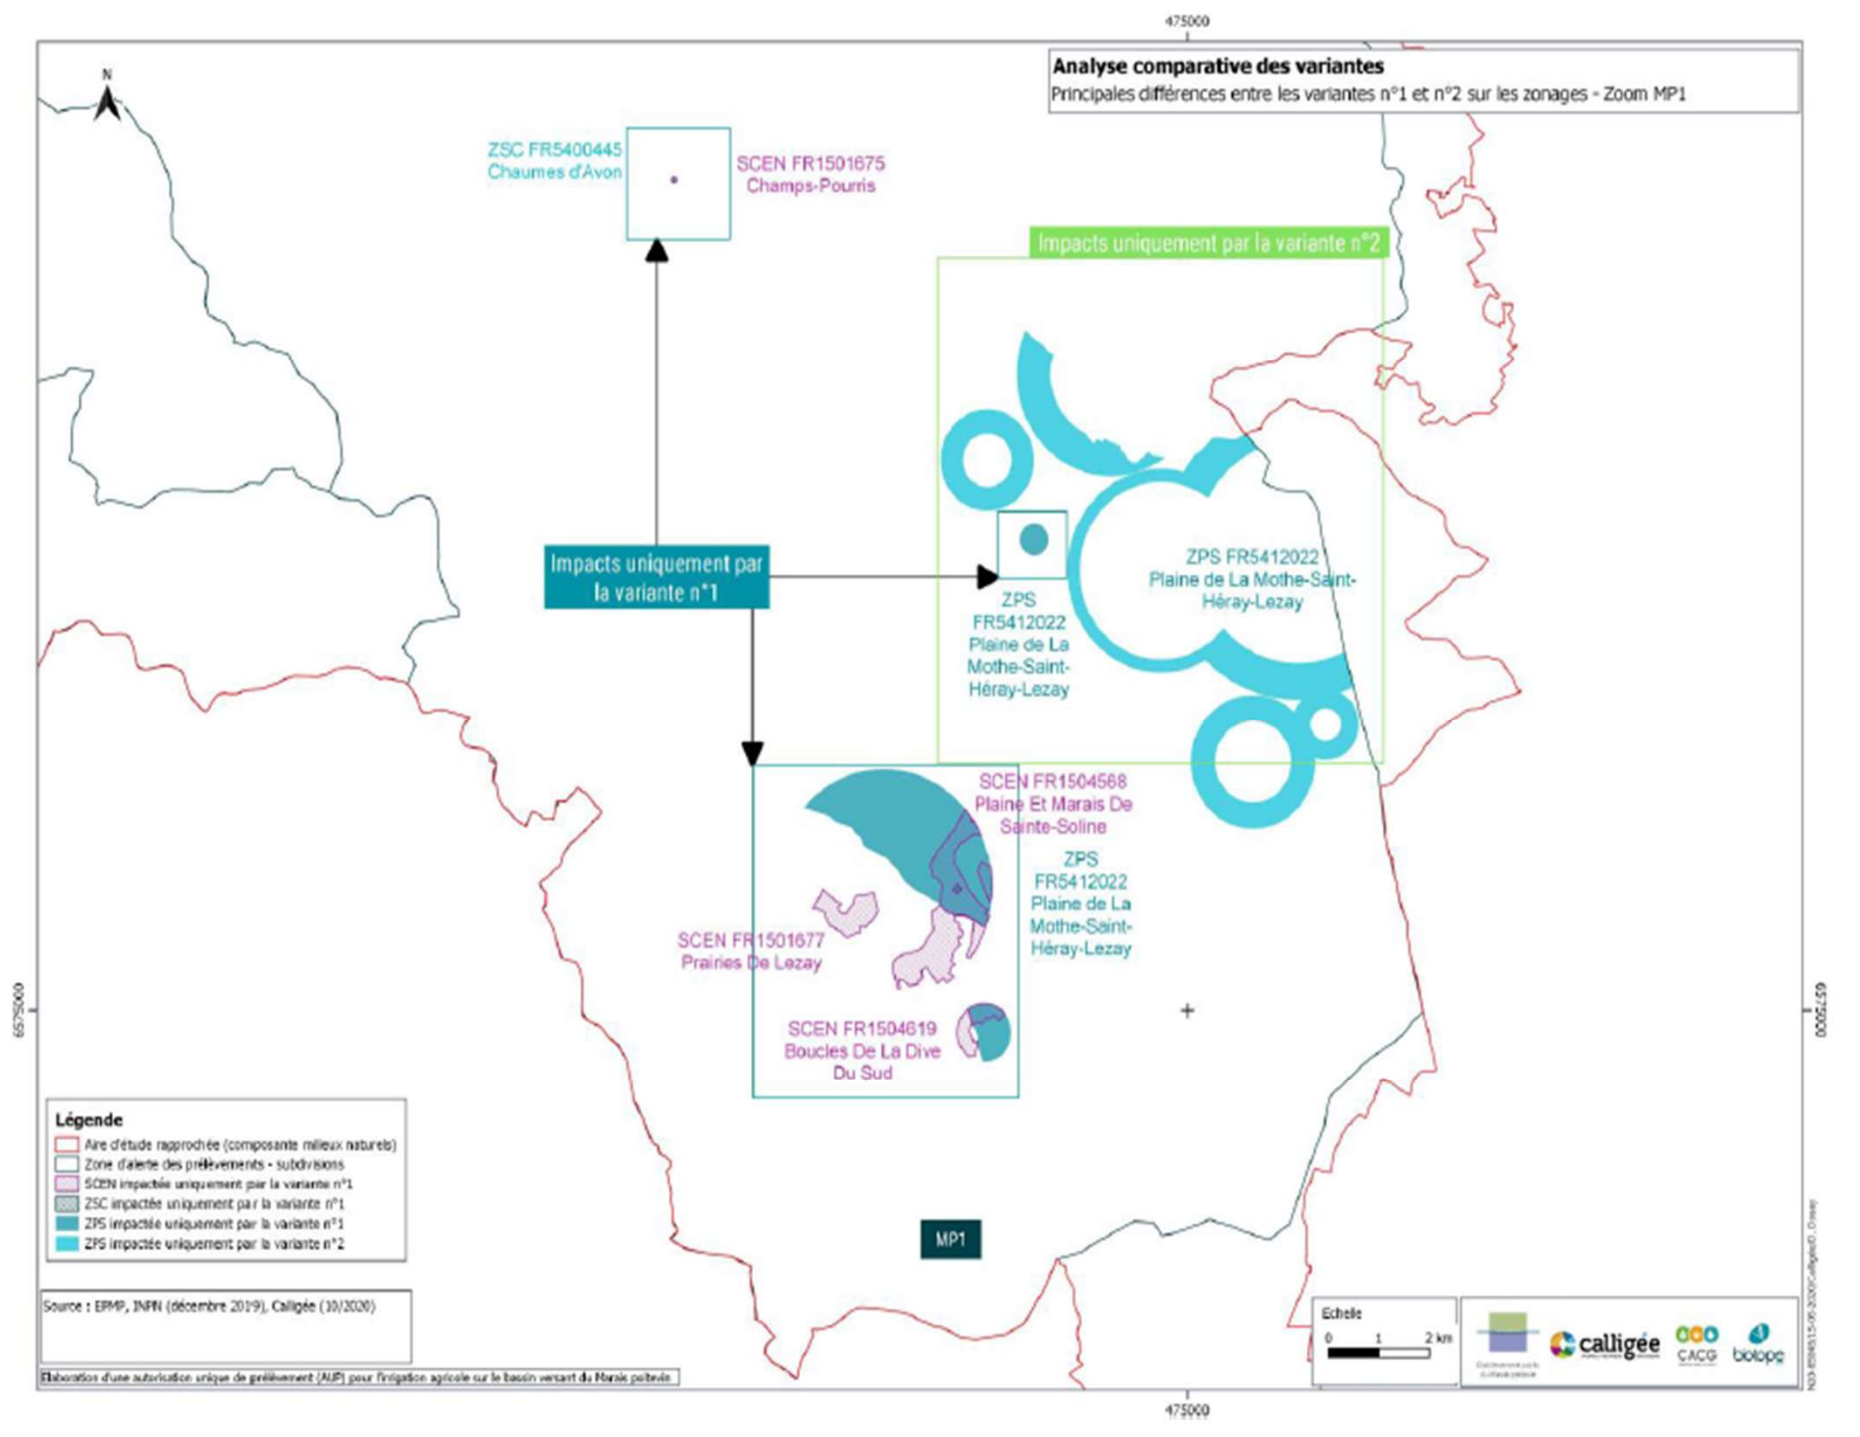 475000
N
Analyse comparative des variantes
Principales différences entre les variantes n°1 et n°2 sur les zonages - Zoom MP1
ZSC FR5400445
Chaumes d'Avon
SCEN FR1501675
Champs-Pourris
Impacts uniquement par la variante n°2
Impacts uniquement par
la variante n°1
ZPS FR5412022
Plaine de La Mothe-Saint-
Héray-Lezay
ZPS
FR5412022
Plaine de La
Mothe-Saint-
Héray-Lezay
SCEN FR1504568
Plaine Et Marais De
Sainte-Soline
ZPS
FR5412022
Plaine de La
Mothe-Saint-
Héray-Lezay
SCEN FR1501677
Prairies De Lezay
SCEN FR1504619
Boucles De La Dive
Du Sud
6575000
6575000
Légende
Aire d'étude rapprochée (composante milieux naturels)
Zone d'alerte des prélèvements - subdivisions
SCEN impactée uniquement par la variante n°1
ZSC impactée uniquement par la variante n°1
ZPS impactée uniquement par la variante n°1
ZPS impactée uniquement par la variante n°2
MP1
Source : EPMP, INPN (décembre 2019), Calligée (10/2020)
Echelle
0 1 2 km
calligée
CACG
biotope
Elaboration d'une autorisation unique de prélèvement (AUP) pour l'irrigation agricole sur le bassin versant du Marais poitevin
475000